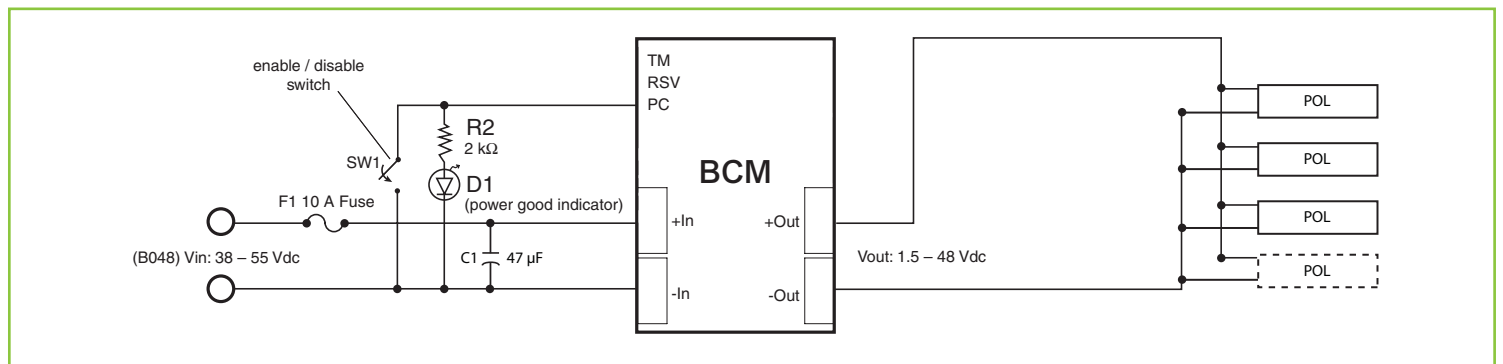 enable / disable
switch
TM
RSV
PC
R2
2 kΩ
SW1
D1
(power good indicator)
F1 10 A Fuse
BCM
+In
+Out
(B048) Vin: 38 – 55 Vdc
C1 47 µF
Vout: 1.5 – 48 Vdc
-In
-Out
POL
POL
POL
POL